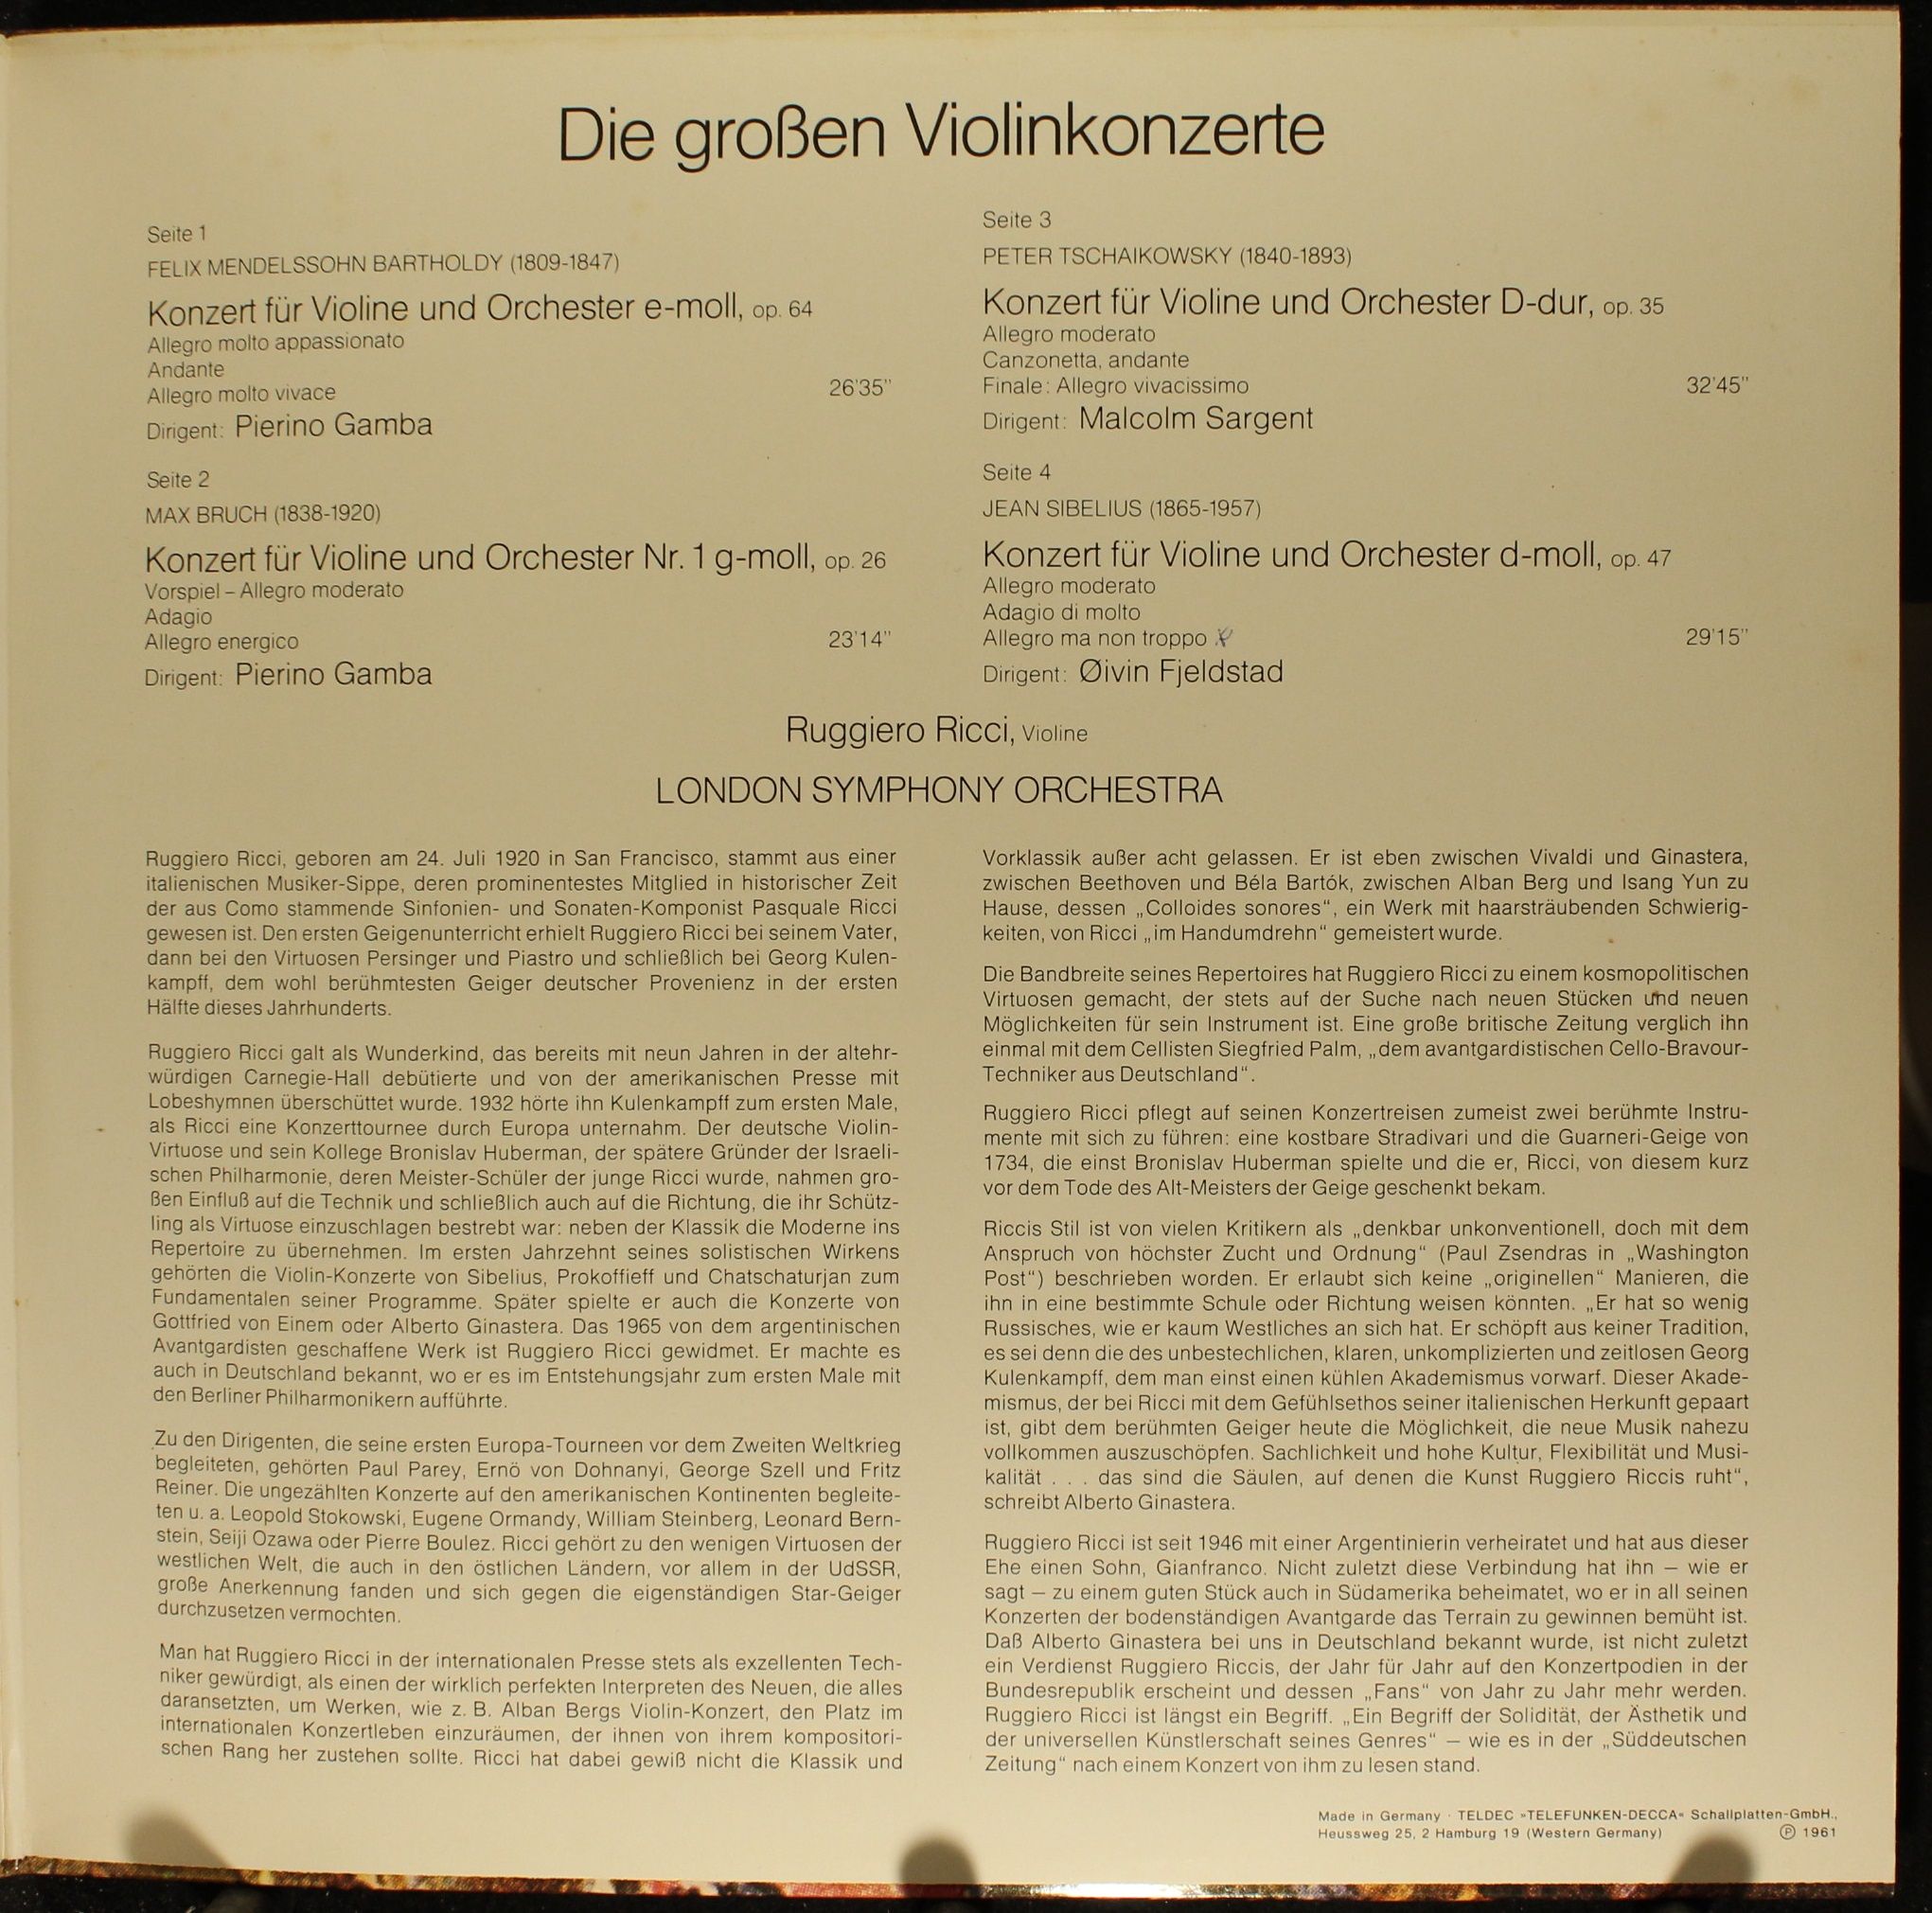 Die großen Violinkonzerte
Seite 1
FELIX MENDELSSOHN BARTHOLDY (1809-1847)
Konzert für Violine und Orchester e-moll, op. 64
Allegro molto appassionato
Andante
Allegro molto vivace 26'35"
Dirigent: Pierino Gamba
Seite 2
MAX BRUCH (1838-1920)
Konzert für Violine und Orchester Nr. 1 g-moll, op. 26
Vorspiel – Allegro moderato
Adagio
Allegro energico 23'14"
Dirigent: Pierino Gamba
Seite 3
PETER TSCHAIKOWSKY (1840-1893)
Konzert für Violine und Orchester D-dur, op. 35
Allegro moderato
Canzonetta, andante
Finale: Allegro vivacissimo 32'45"
Dirigent: Malcolm Sargent
Seite 4
JEAN SIBELIUS (1865-1957)
Konzert für Violine und Orchester d-moll, op. 47
Allegro moderato
Adagio di molto
Allegro ma non troppo 29'15"
Dirigent: Øivin Fjeldstad
Ruggiero Ricci, Violine
LONDON SYMPHONY ORCHESTRA
Ruggiero Ricci, geboren am 24. Juli 1920 in San Francisco, stammt aus einer
italienischen Musiker-Sippe, deren prominentestes Mitglied in historischer Zeit
der aus Como stammende Sinfonien- und Sonaten-Komponist Pasquale Ricci
gewesen ist. Den ersten Geigenunterricht erhielt Ruggiero Ricci bei seinem Vater,
dann bei den Virtuosen Persinger und Piastro und schließlich bei Georg Kulen-
kampff, dem wohl berühmtesten Geiger deutscher Provenienz in der ersten
Hälfte dieses Jahrhunderts.
Ruggiero Ricci galt als Wunderkind, das bereits mit neun Jahren in der altehr-
würdigen Carnegie-Hall debütierte und von der amerikanischen Presse mit
Lobeshymnen überschüttet wurde. 1932 hörte ihn Kulenkampff zum ersten Male,
als Ricci eine Konzerttournee durch Europa unternahm. Der deutsche Violin-
Virtuose und sein Kollege Bronislav Huberman, der spätere Gründer der Israeli-
schen Philharmonie, deren Meister-Schüler der junge Ricci wurde, nahmen gro-
ßen Einfluß auf die Technik und schließlich auch auf die Richtung, die ihr Schütz-
ling als Virtuose einzuschlagen bestrebt war: neben der Klassik die Moderne ins
Repertoire zu übernehmen. Im ersten Jahrzehnt seines solistischen Wirkens
gehörten die Violin-Konzerte von Sibelius, Prokoffieff und Chatschaturjan zum
Fundamentalen seiner Programme. Später spielte er auch die Konzerte von
Gottfried von Einem oder Alberto Ginastera. Das 1965 von dem argentinischen
Avantgardisten geschaffene Werk ist Ruggiero Ricci gewidmet. Er machte es
auch in Deutschland bekannt, wo er es im Entstehungsjahr zum ersten Male mit
den Berliner Philharmonikern aufführte.
Zu den Dirigenten, die seine ersten Europa-Tourneen vor dem Zweiten Weltkrieg
begleiteten, gehörten Paul Parey, Ernö von Dohnanyi, George Szell und Fritz
Reiner. Die ungezählten Konzerte auf den amerikanischen Kontinenten begleite-
ten u. a. Leopold Stokowski, Eugene Ormandy, William Steinberg, Leonard Bern-
stein, Seiji Ozawa oder Pierre Boulez. Ricci gehört zu den wenigen Virtuosen der
westlichen Welt, die auch in den östlichen Ländern, vor allem in der UdSSR,
große Anerkennung fanden und sich gegen die eigenständigen Star-Geiger
durchzusetzen vermochten.
Man hat Ruggiero Ricci in der internationalen Presse stets als exzellenten Tech-
niker gewürdigt, als einen der wirklich perfekten Interpreten des Neuen, die alles
daransetzten, um Werken, wie z. B. Alban Bergs Violin-Konzert, den Platz im
internationalen Konzertleben einzuräumen, der ihnen von ihrem kompositori-
schen Rang her zustehen sollte. Ricci hat dabei gewiß nicht die Klassik und
Vorklassik außer acht gelassen. Er ist eben zwischen Vivaldi und Ginastera,
zwischen Beethoven und Béla Bartók, zwischen Alban Berg und Isang Yun zu
Hause, dessen „Colloides sonores“, ein Werk mit haarsträubenden Schwierig-
keiten, von Ricci „im Handumdrehn“ gemeistert wurde.
Die Bandbreite seines Repertoires hat Ruggiero Ricci zu einem kosmopolitischen
Virtuosen gemacht, der stets auf der Suche nach neuen Stücken und neuen
Möglichkeiten für sein Instrument ist. Eine große britische Zeitung verglich ihn
einmal mit dem Cellisten Siegfried Palm, „dem avantgardistischen Cello-Bravour-
Techniker aus Deutschland“.
Ruggiero Ricci pflegt auf seinen Konzertreisen zumeist zwei berühmte Instru-
mente mit sich zu führen: eine kostbare Stradivari und die Guarneri-Geige von
1734, die einst Bronislav Huberman spielte und die er, Ricci, von diesem kurz
vor dem Tode des Alt-Meisters der Geige geschenkt bekam.
Riccis Stil ist von vielen Kritikern als „denkbar unkonventionell, doch mit dem
Anspruch von höchster Zucht und Ordnung“ (Paul Zsendras in „Washington
Post“) beschrieben worden. Er erlaubt sich keine „originellen“ Manieren, die
ihn in eine bestimmte Schule oder Richtung weisen könnten. „Er hat so wenig
Russisches, wie er kaum Westliches an sich hat. Er schöpft aus keiner Tradition,
es sei denn die des unbestechlichen, klaren, unkomplizierten und zeitlosen Georg
Kulenkampff, dem man einst einen kühlen Akademismus vorwarf. Dieser Akade-
mismus, der bei Ricci mit dem Gefühlsethos seiner italienischen Herkunft gepaart
ist, gibt dem berühmten Geiger heute die Möglichkeit, die neue Musik nahezu
vollkommen auszuschöpfen. Sachlichkeit und hohe Kultur, Flexibilität und Musi-
kalität . . . das sind die Säulen, auf denen die Kunst Ruggiero Riccis ruht“,
schreibt Alberto Ginastera.
Ruggiero Ricci ist seit 1946 mit einer Argentinierin verheiratet und hat aus dieser
Ehe einen Sohn, Gianfranco. Nicht zuletzt diese Verbindung hat ihn – wie er
sagt – zu einem guten Stück auch in Südamerika beheimatet, wo er in all seinen
Konzerten der bodenständigen Avantgarde das Terrain zu gewinnen bemüht ist.
Daß Alberto Ginastera bei uns in Deutschland bekannt wurde, ist nicht zuletzt
ein Verdienst Ruggiero Riccis, der Jahr für Jahr auf den Konzertpodien in der
Bundesrepublik erscheint und dessen „Fans“ von Jahr zu Jahr mehr werden.
Ruggiero Ricci ist längst ein Begriff. „Ein Begriff der Solidität, der Ästhetik und
der universellen Künstlerschaft seines Genres“ – wie es in der „Süddeutschen
Zeitung“ nach einem Konzert von ihm zu lesen stand.
Made in Germany · TELDEC »TELEFUNKEN-DECCA« Schallplatten-GmbH.,
Heussweg 25, 2 Hamburg 19 (Western Germany) ℗ 1961